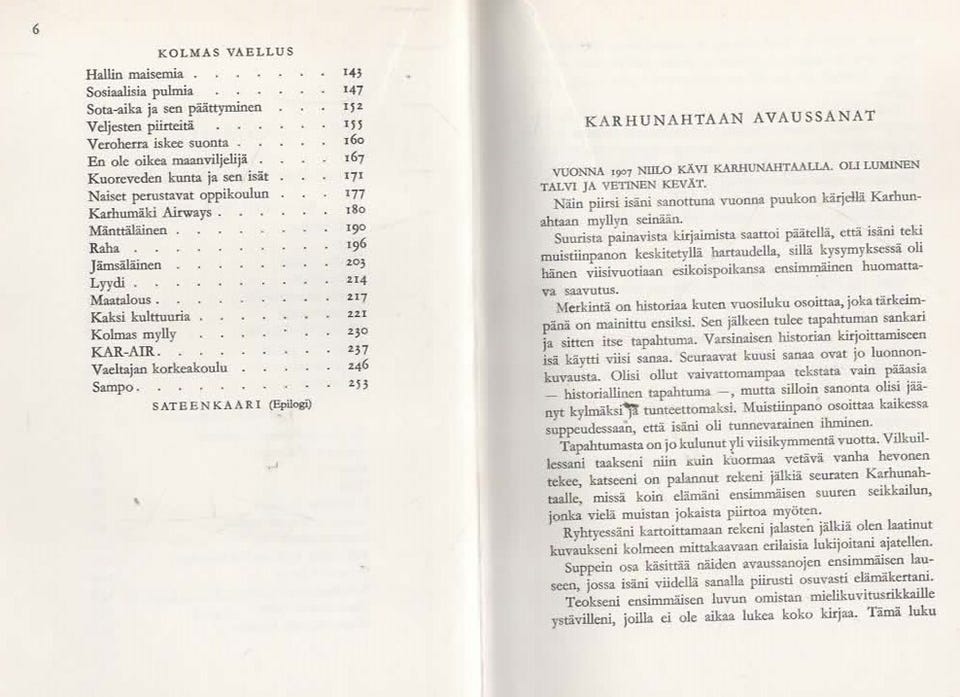 6
KOLMAS VAELLUS
Hallin maisemia . . . . . . . 143
Sosiaalisia pulmia . . . . . . 147
Sota-aika ja sen päättyminen . . . 152
Veljesten piirteitä . . . . . . 155
Veroherra iskee suonta . . . . . 160
En ole oikea maanviljelijä . . . . 167
Kuoreveden kunta ja sen isät . . . 171
Naiset perustavat oppikoulun . . . 177
Karhumäki Airways . . . . . . 180
Mänttäläinen . . . . . . . . 190
Raha . . . . . . . . . . 196
Jämsäläinen . . . . . . . . 203
Lyydi . . . . . . . . . . 214
Maatalous . . . . . . . . . 217
Kaksi kulttuuria . . . . . . . 221
Kolmas mylly . . . . . . . 230
KAR-AIR . . . . . . . . . 237
Vaeltajan korkeakoulu . . . . . 246
Sampo . . . . . . . . . . 253
SATEENKAARI (Epilogi)
KARHUNAHTAAN AVAUSSANAT
VUONNA 1907 NIILO KÄVI KARHUNAHTAALLA. OLI LUMINEN
TALVI JA VETINEN KEVÄT.
Näin piirsi isäni sanottuna vuonna puukon kärjellä Karhun-
ahtaan myllyn seinään.
Suurista painavista kirjaimista saattoi päätellä, että isäni teki
muistiinpanon keskitetyllä hartaudella, sillä kysymyksessä oli
hänen viisivuotiaan esikoispoikansa ensimmäinen huomatta-
va saavutus.
Merkintä on historiaa kuten vuosiluku osoittaa, joka tärkeim-
pänä on mainittu ensiksi. Sen jälkeen tulee tapahtuman sankari
ja sitten itse tapahtuma. Varsinaisen historian kirjoittamiseen
isä käytti viisi sanaa. Seuraavat kuusi sanaa ovat jo luonnon-
kuvausta. Olisi ollut vaivattomampaa tekstata vain pääasia
— historiallinen tapahtuma —, mutta silloin sanonta olisi jää-
nyt kylmäksi ja tunteettomaksi. Muistiinpano osoittaa kaikessa
suppeudessaan, että isäni oli tunnevarainen ihminen.
Tapahtumasta on jo kulunut yli viisikymmentä vuotta. Vilkuil-
lessani taakseni niin kuin kuormaa vetävä vanha hevonen
tekee, katseeni on palannut rekeni jälkiä seuraten Karhunah-
taalle, missä koin elämäni ensimmäisen suuren seikkailun,
jonka vielä muistan jokaista piirtoa myöten.
Ryhtyessäni kartoittamaan rekeni jalasten jälkiä olen laatinut
kuvaukseni kolmeen mittakaavaan erilaisia lukijoitani ajatellen.
Suppein osa käsittää näiden avaussanojen ensimmäisen lau-
seen, jossa isäni viidellä sanalla piirusti osuvasti elämäkertani.
Teokseni ensimmäisen luvun omistan mielikuvitusrikkaille
ystävilleni, joilla ei ole aikaa lukea koko kirjaa. Tämä luku